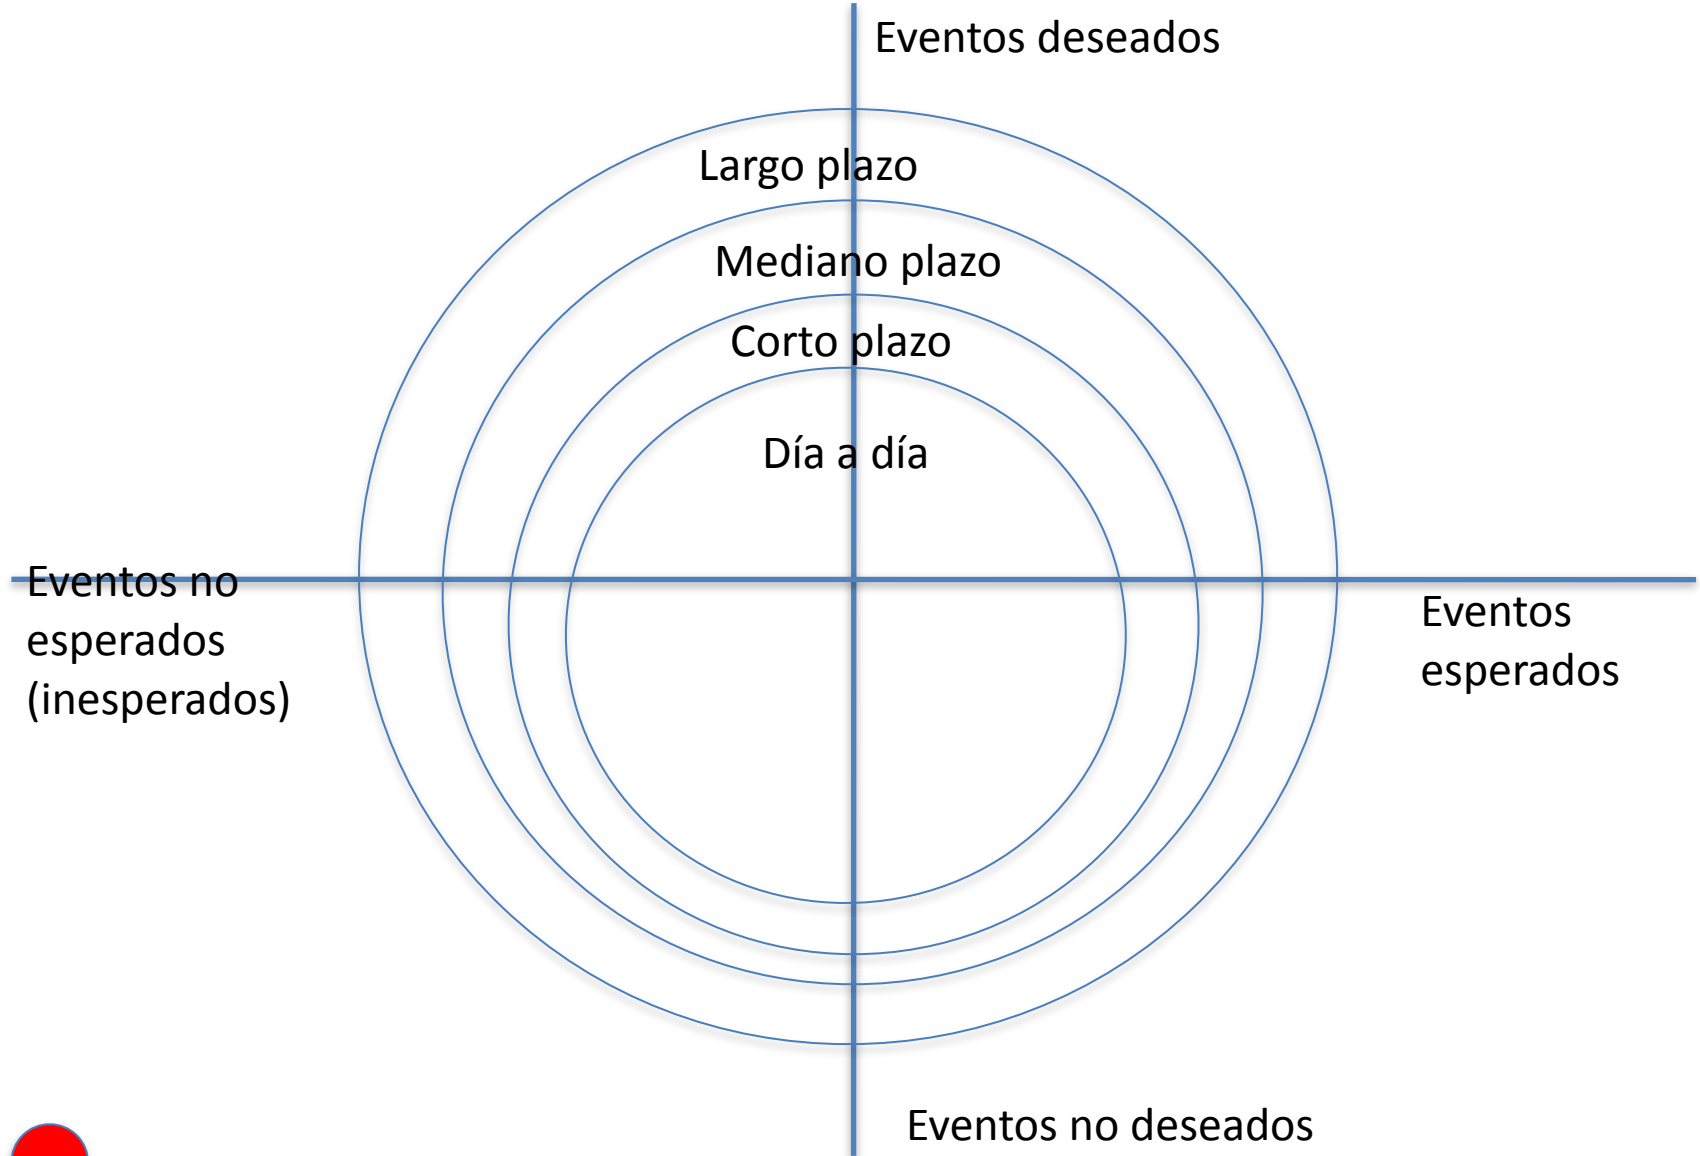 Eventos deseados
Largo plazo
Mediano plazo
Corto plazo
Día a día
Eventos no
esperados
(inesperados)
Eventos
esperados
Eventos no deseados